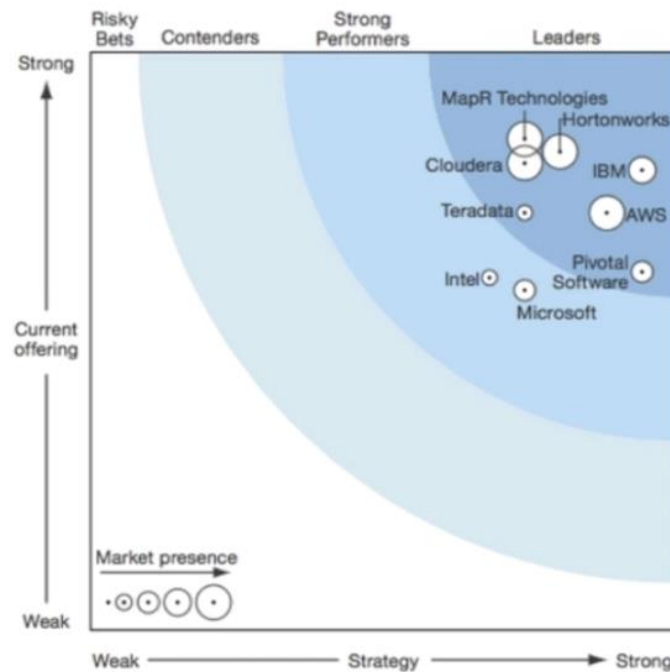 Risky
Bets
Contenders
Strong
Performers
Leaders
Strong
MapR Technologies
Hortonworks
Cloudera
IBM
Teradata
AWS
Pivotal
Software
Intel
Microsoft
Current
offering
Market presence
Weak
Weak
Strategy
Strong